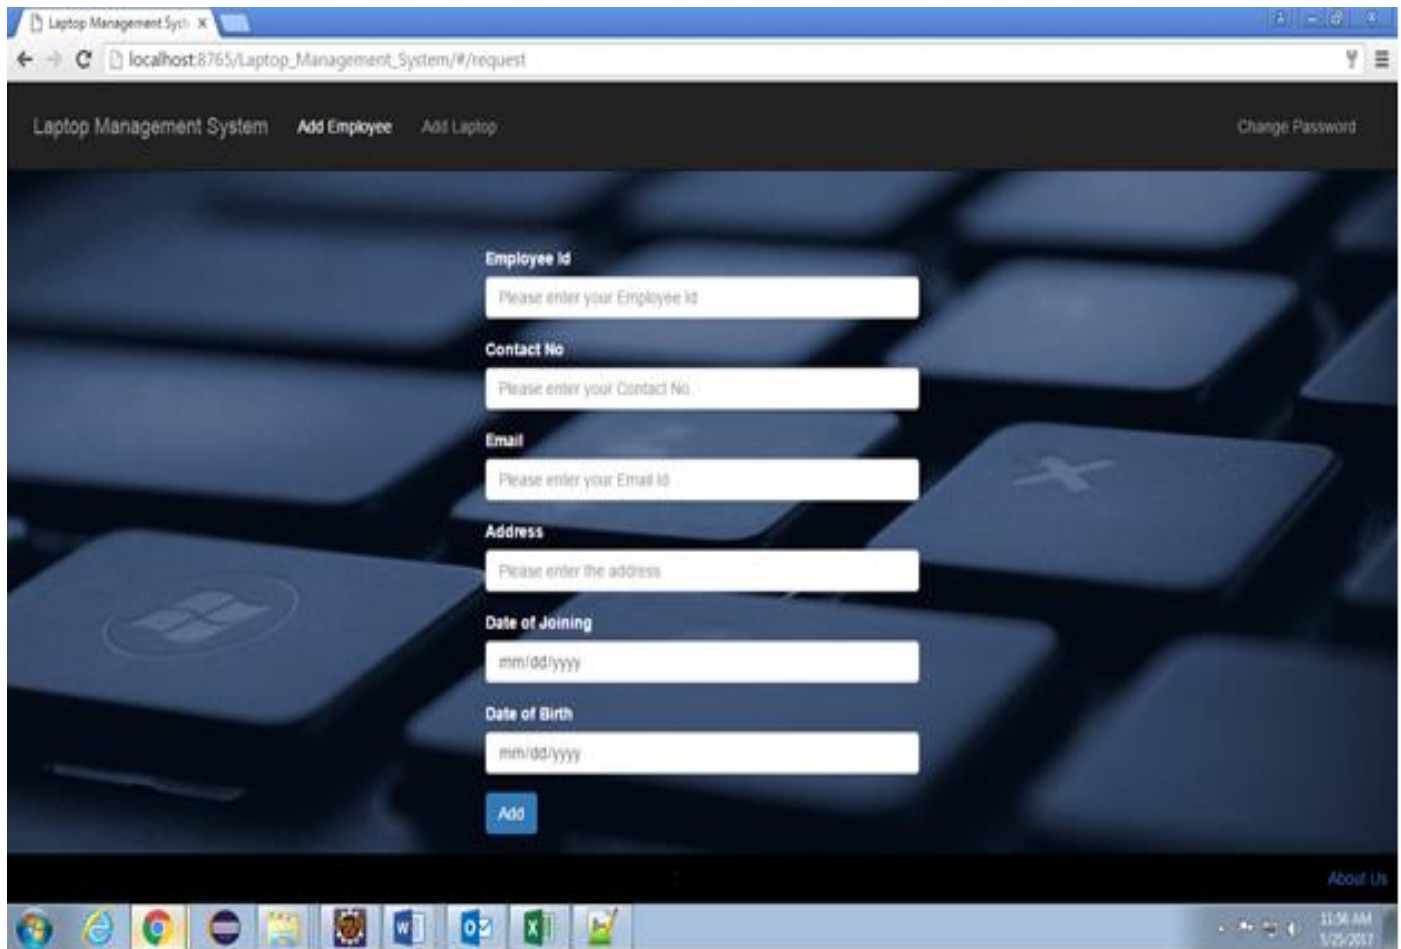 Laptop Management Syst
localhost:8765/Laptop_Management_System/#/request
Laptop Management System Add Employee Add Laptop Change Password
Employee Id
Please enter your Employee Id
Contact No
Please enter your Contact No.
Email
Please enter your Email Id
Address
Please enter the address
Date of Joining
mm/dd/yyyy
Date of Birth
mm/dd/yyyy
Add
About Us
11:56 AM
5/25/2017